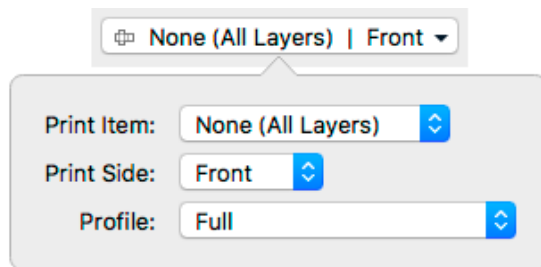 None (All Layers) | Front
Print Item: None (All Layers)
Print Side: Front
Profile: Full